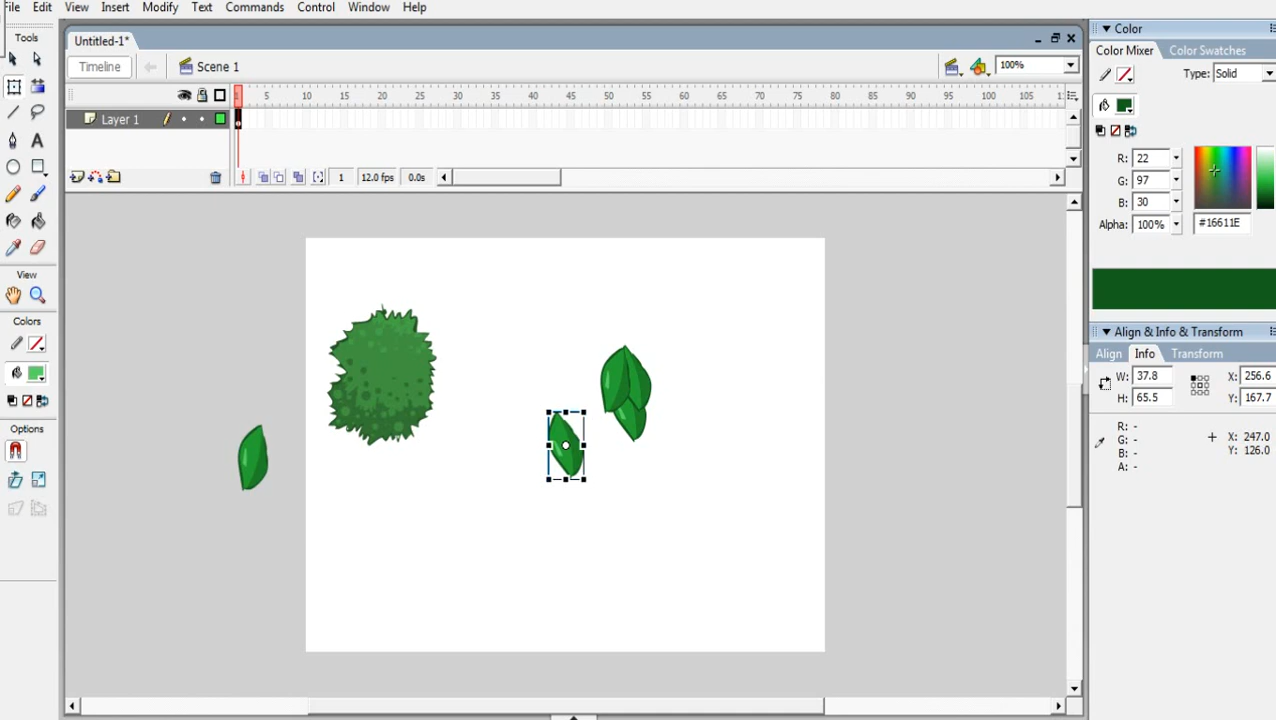 File Edit View Insert Modify Text Commands Control Window Help
Tools
Untitled-1*
Timeline
Scene 1
100%
1 5 10 15 20 25 30 35 40 45 50 55 60 65 70 75 80 85 90 95 100 105
Layer 1
1 12.0 fps 0.0s
View
Colors
Options
Color
Color Mixer Color Swatches
Type: Solid
R: 22
G: 97
B: 30
Alpha: 100% #16611E
Align & Info & Transform
Align Info Transform
W: 37.8 X: 256.6
H: 65.5 Y: 167.7
R: -
G: -
B: -
A: -
X: 247.0
Y: 126.0